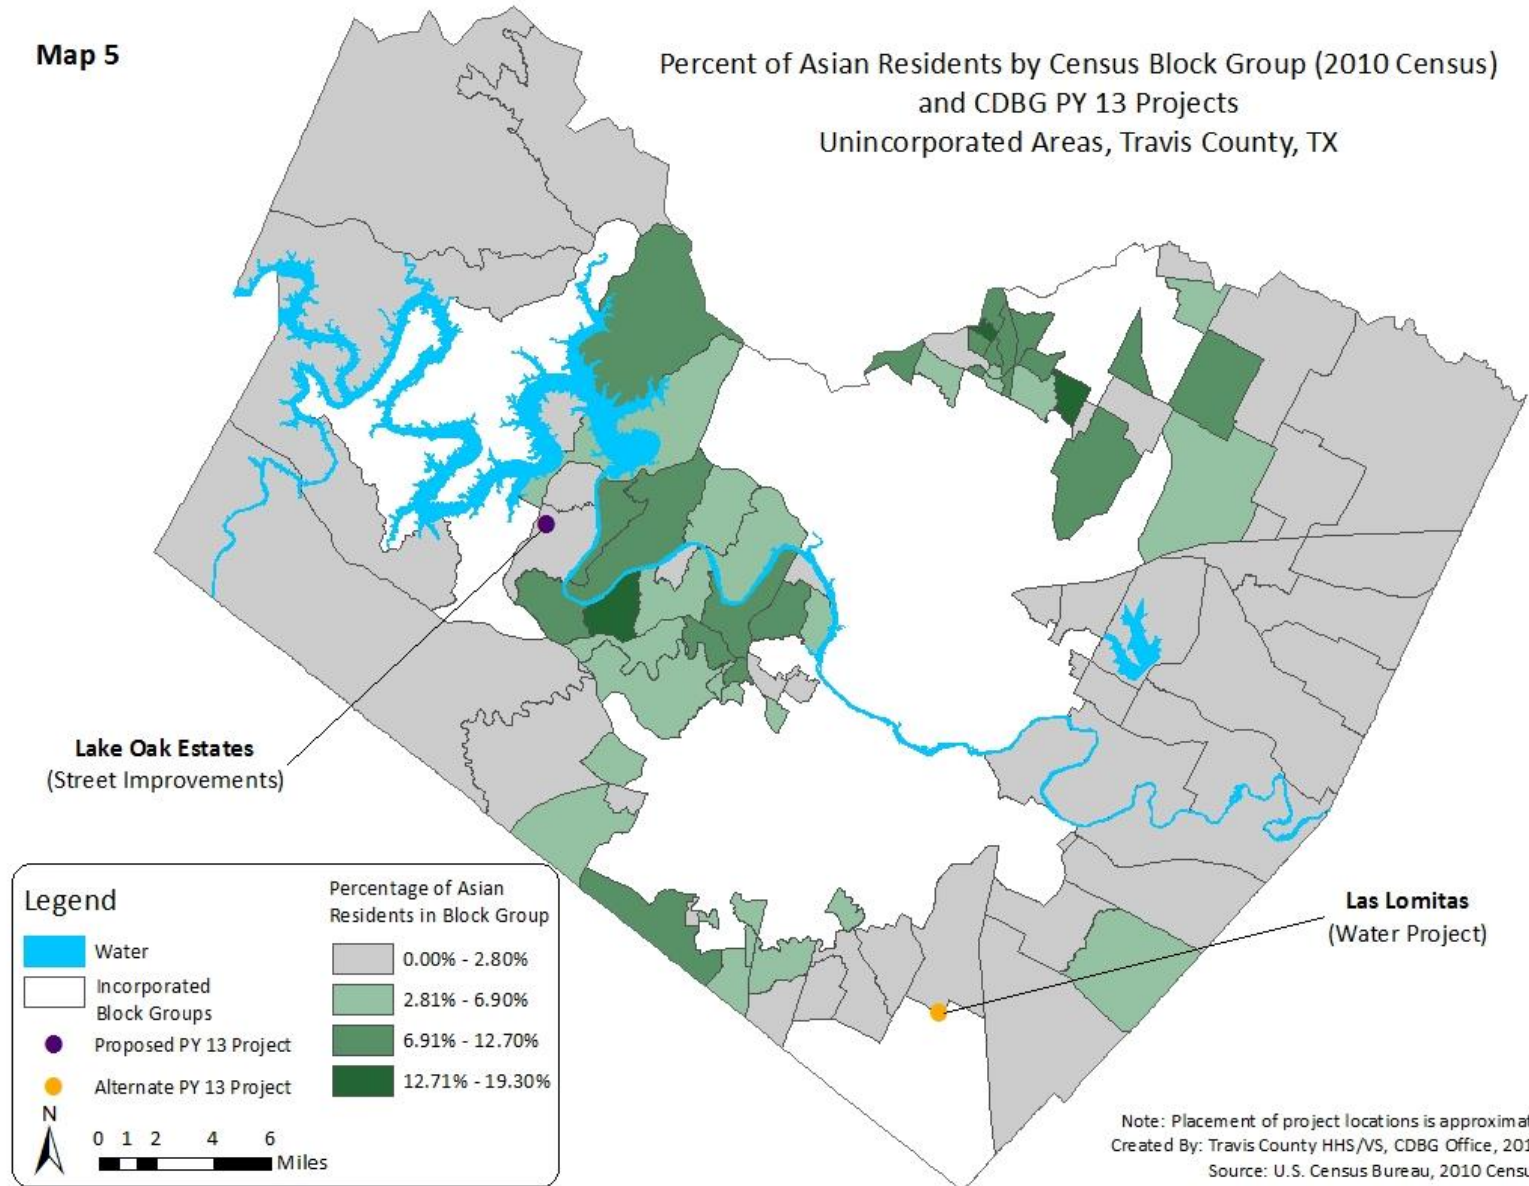 Map 5
Percent of Asian Residents by Census Block Group (2010 Census)
and CDBG PY 13 Projects
Unincorporated Areas, Travis County, TX
Lake Oak Estates
(Street Improvements)
Las Lomitas
(Water Project)
Legend
Water
Incorporated
Block Groups
Proposed PY 13 Project
Alternate PY 13 Project
Percentage of Asian
Residents in Block Group
0.00% - 2.80%
2.81% - 6.90%
6.91% - 12.70%
12.71% - 19.30%
N
0 1 2 4 6
Miles
Note: Placement of project locations is
Created By: Travis County HHS/VS, CDBG Office,
Source: U.S. Census Bureau, 2010